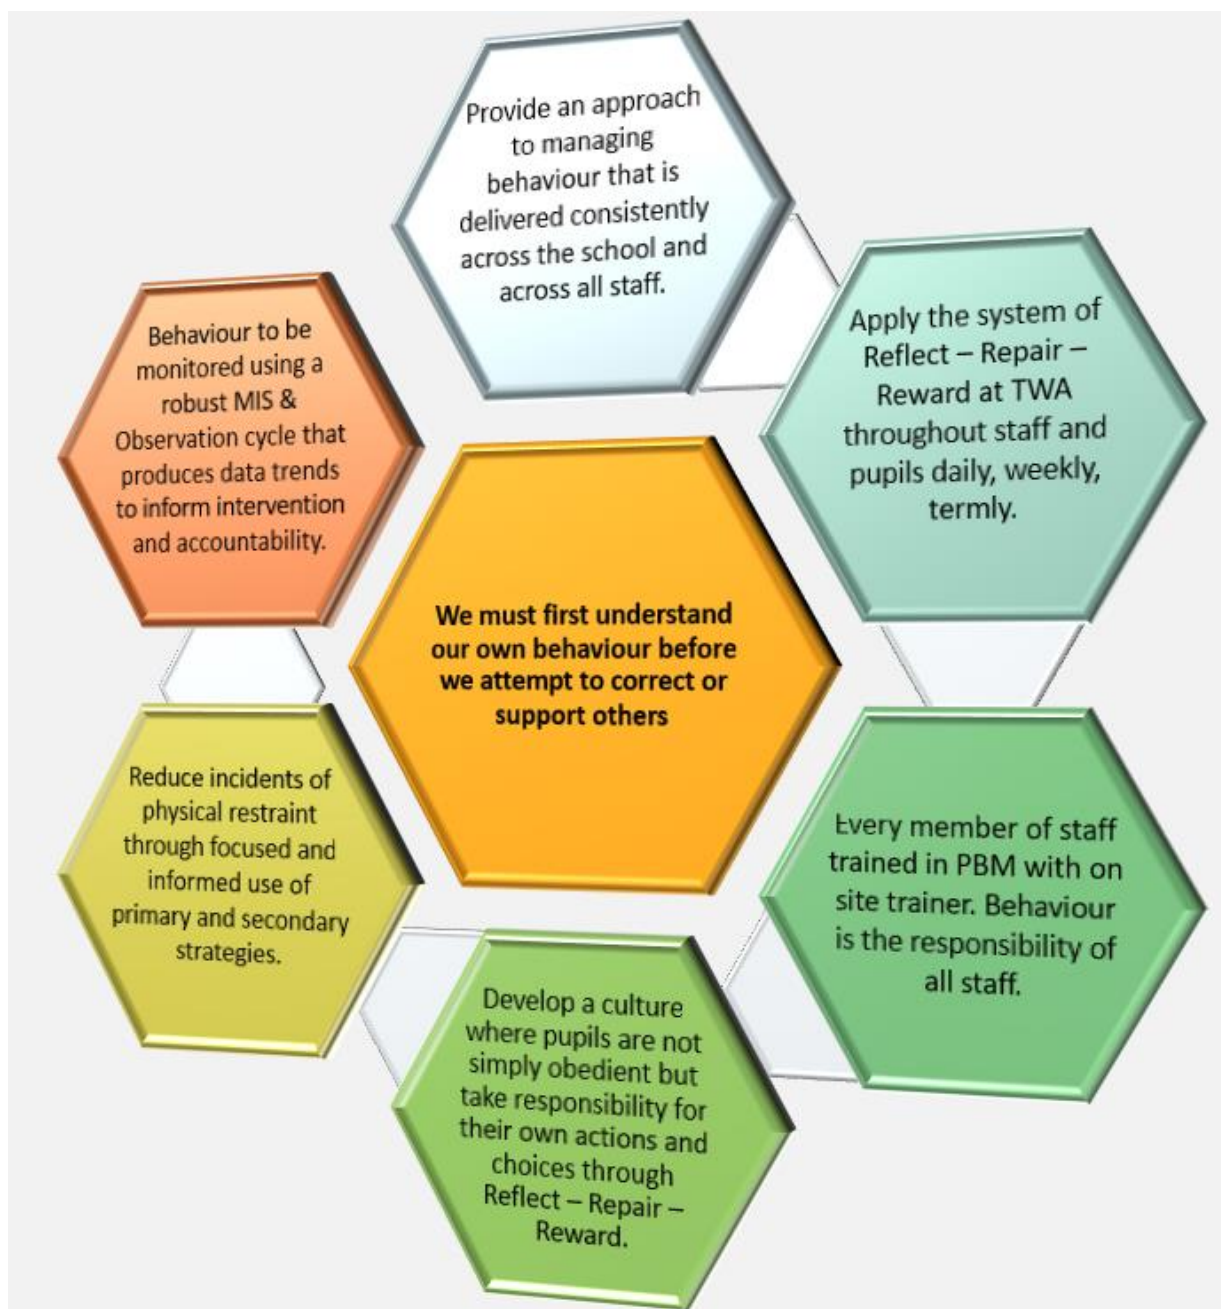 Provide an approach
to managing
behaviour that is
delivered consistently
across the school and
across all staff.
Apply the system of
Reflect – Repair –
Reward at TWA
throughout staff and
pupils daily, weekly,
termly.
Every member of staff
trained in PBM with on
site trainer. Behaviour
is the responsibility of
all staff.
Develop a culture
where pupils are not
simply obedient but
take responsibility for
their own actions and
choices through
Reflect – Repair –
Reward.
Reduce incidents of
physical restraint
through focused and
informed use of
primary and secondary
strategies.
Behaviour to be
monitored using a
robust MIS &
Observation cycle that
produces data trends
to inform intervention
and accountability.
We must first understand
our own behaviour before
we attempt to correct or
support others